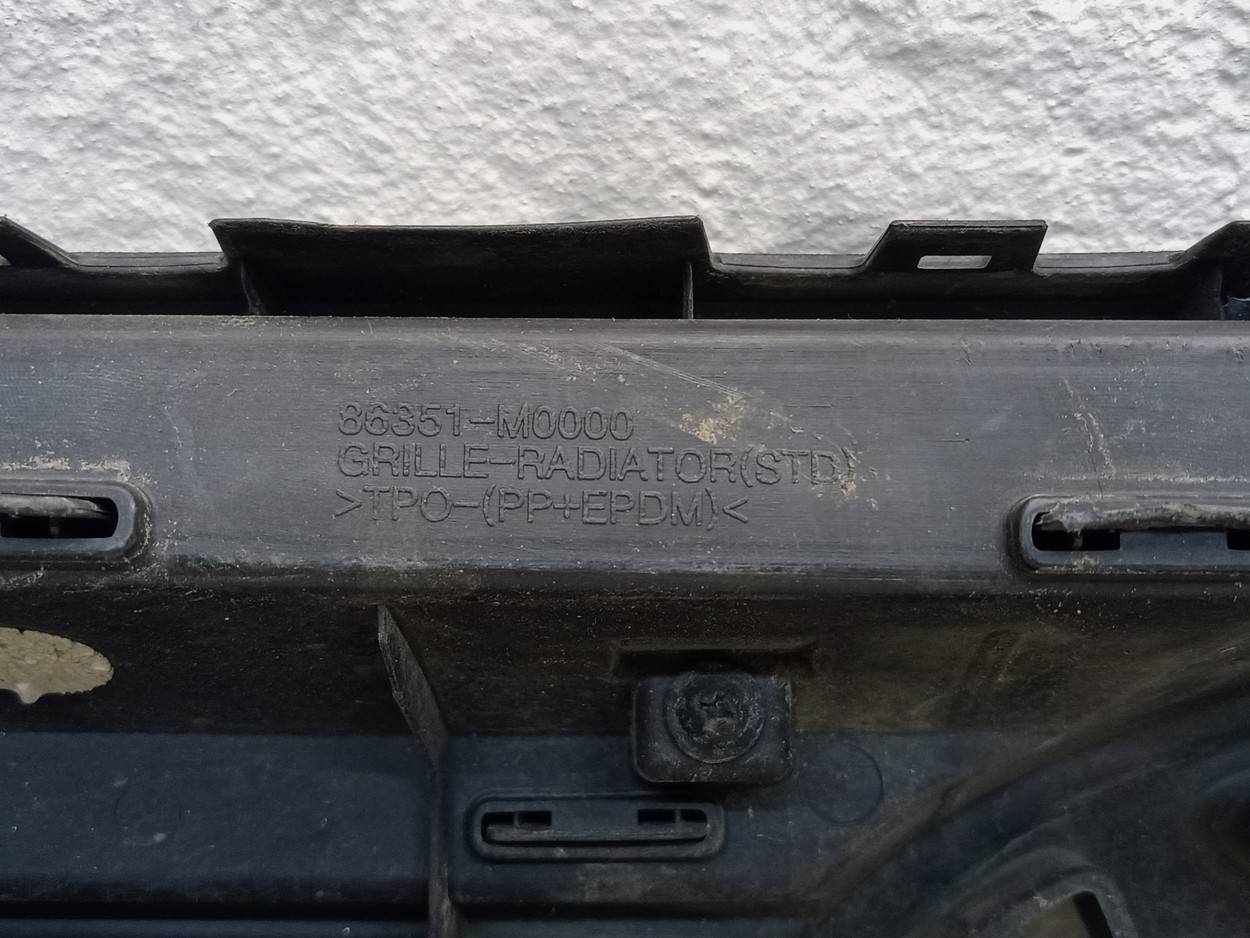 86351-M0000
GRILLE-RADIATOR(STD)
>TPO-(PP+EPDM)<